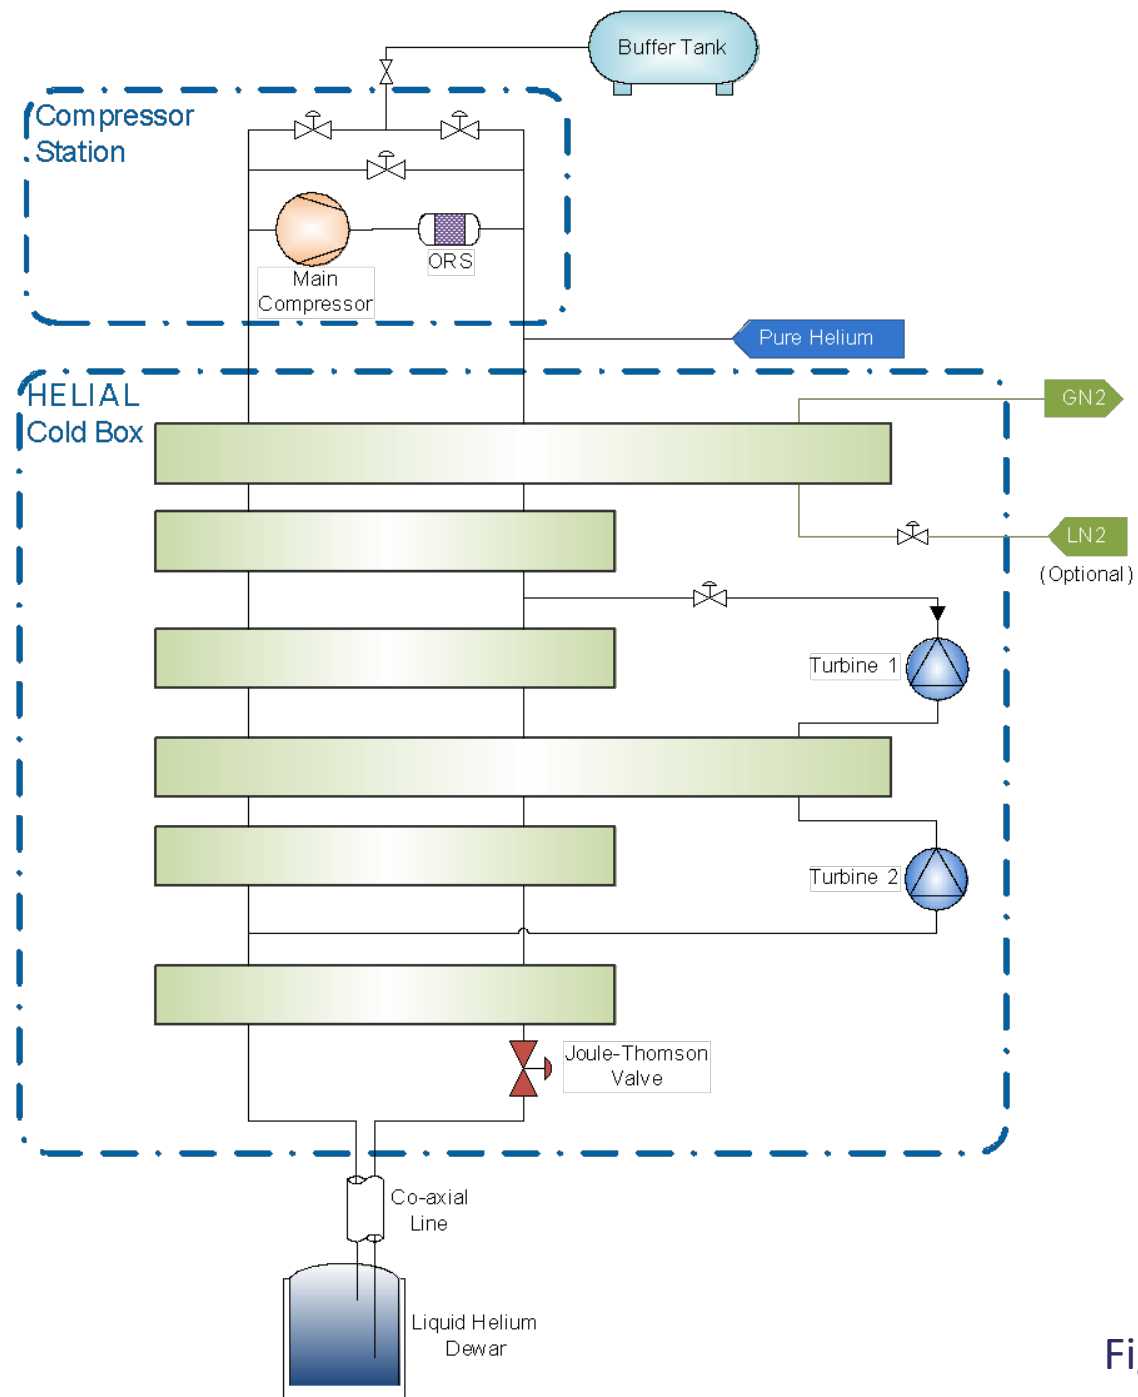 Buffer Tank
Compressor
Station
ORS
Main
Compressor
Pure Helium
HELIAL
Cold Box
GN2
LN2
(Optional)
Turbine 1
Turbine 2
Joule-Thomson
Valve
Co-axial
Line
Liquid Helium
Dewar